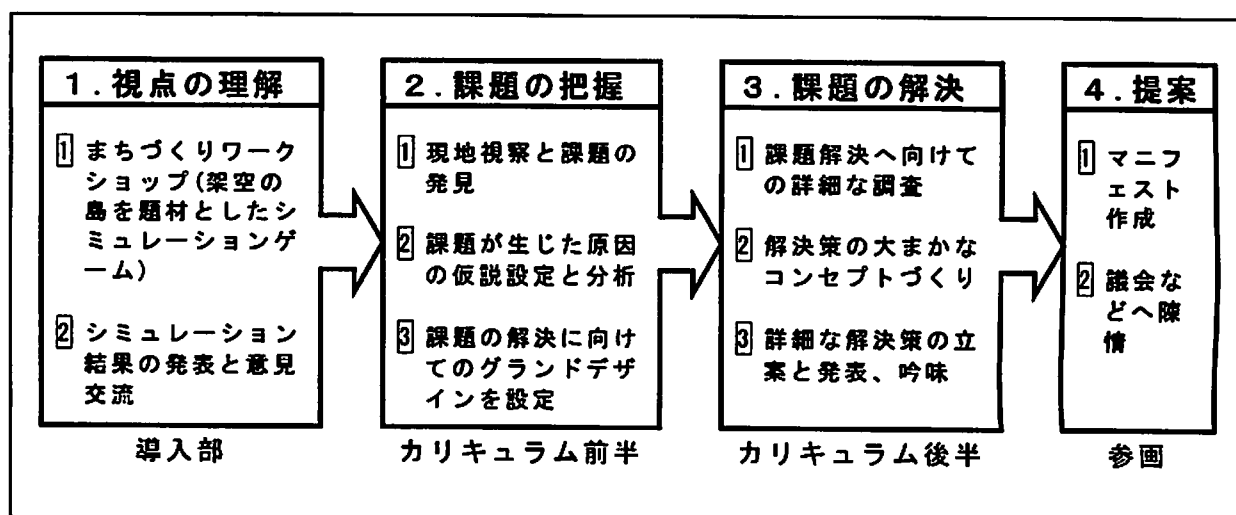 1.視点の理解
1 まちづくりワーク
ショップ(架空の
島を題材としたシ
ミュレーションゲ
ーム)
2 シミュレーション
結果の発表と意見
交流
導入部
2.課題の把握
1 現地視察と課題の
発見
2 課題が生じた原因
の仮説設定と分析
3 課題の解決に向け
てのグランドデザ
インを設定
カリキュラム前半
3.課題の解決
1 課題解決へ向けて
の詳細な調査
2 解決策の大まかな
コンセプトづくり
3 詳細な解決策の立
案と発表、吟味
カリキュラム後半
4.提案
1 マニフ
ェスト
作成
2 議会な
どへ陳
情
参画